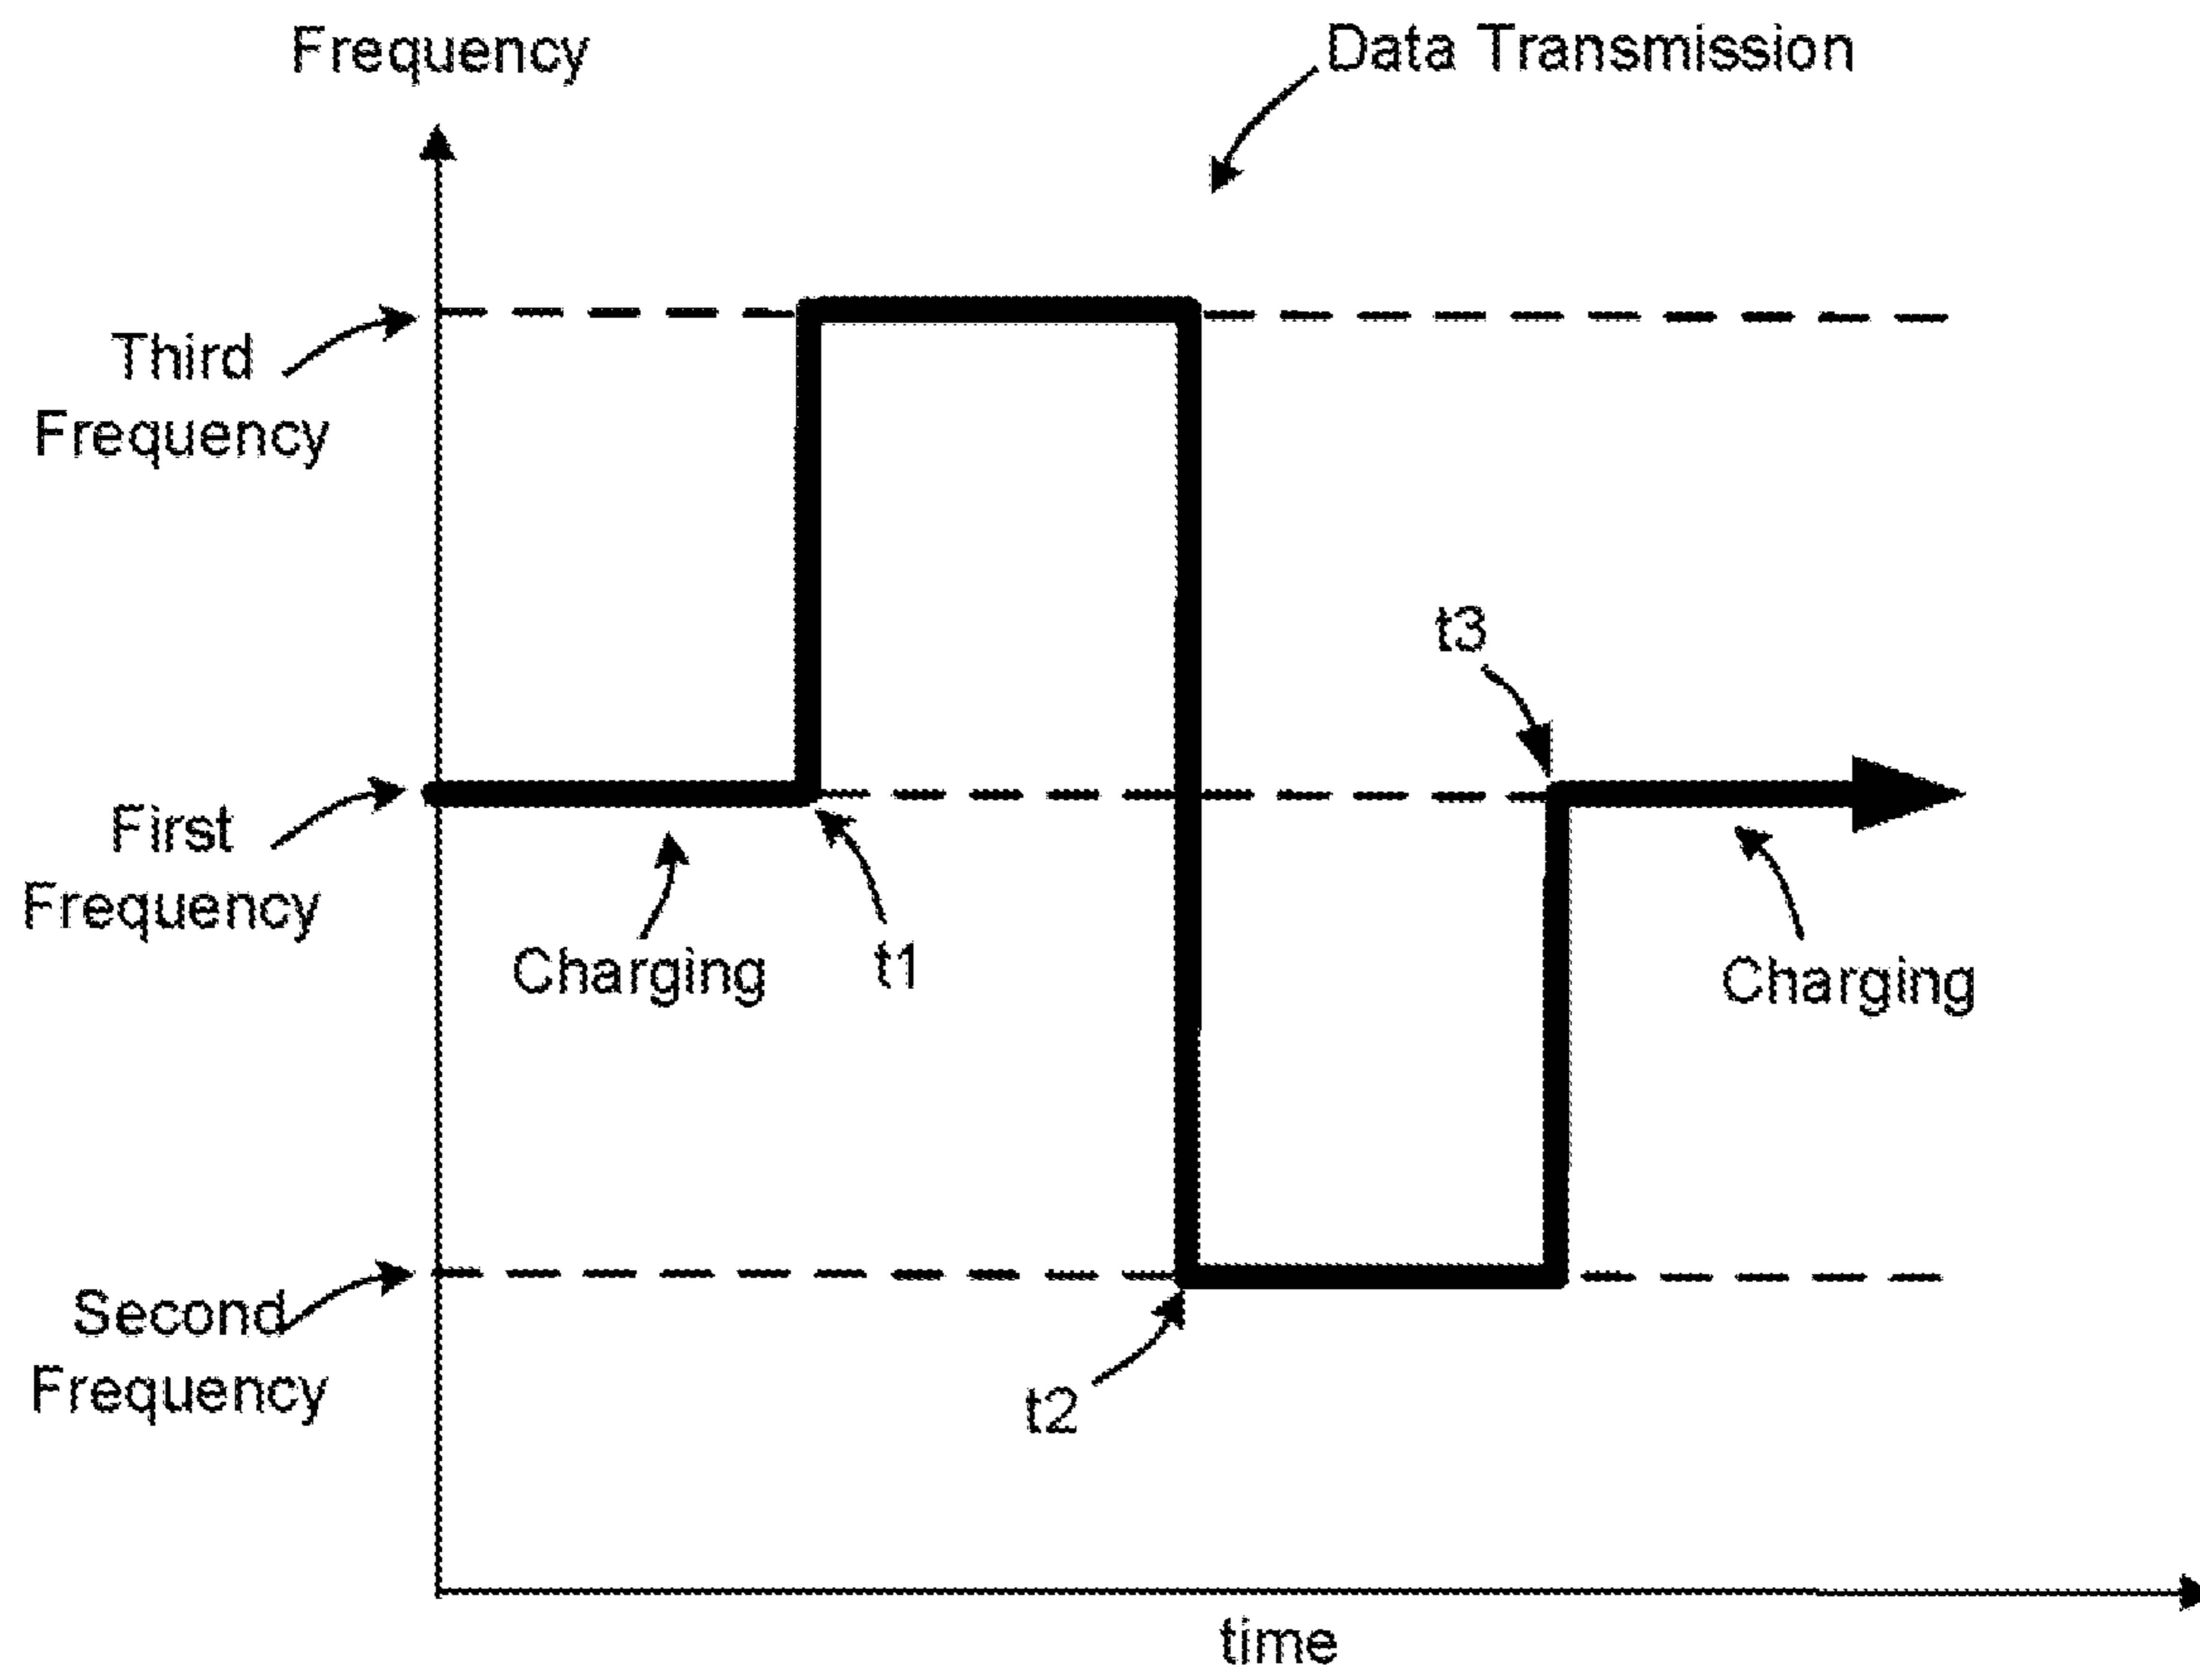 Frequency
Data Transmission
Third
Frequency
t3
First
Frequency
Charging
t1
Charging
Second
Frequency
t2
time